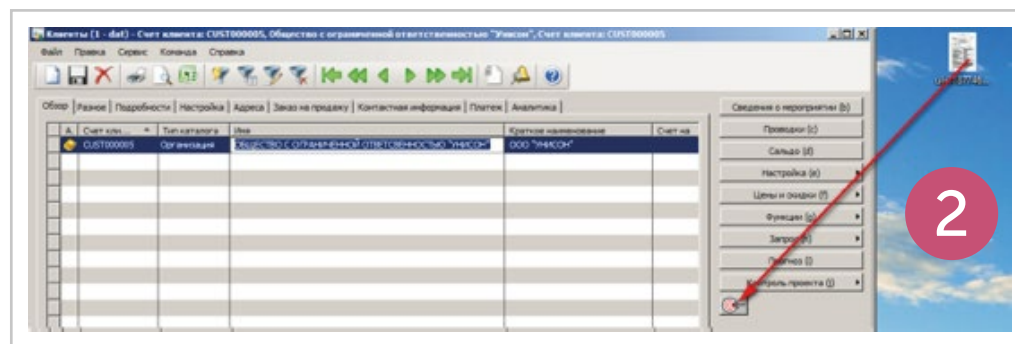 Клиенты (1 - dat) - Счет клиента: CUST000005, Общество с ограниченной ответственностью "Унисон", Счет клиента: CUST000005
Файл Правка Сервис Команда Справка
Обзор Разное Подробности Настройка Адреса Заказ на продажу Контактная информация Платеж Аналитика
А. Счет кли... Тип каталога Имя Краткое наименование Счет на
CUST000005 Организация ОБЩЕСТВО С ОГРАНИЧЕННОЙ ОТВЕТСВЕННОСТЬЮ "УНИСОН" ООО "УНИСОН"
Сведения о мероприятии (b)
Проводки (c)
Сальдо (d)
Настройка (e)
Цены и скидки (f)
Функции (g)
Запрос (h)
Прогноз (i)
Контроль проекта (j)
2